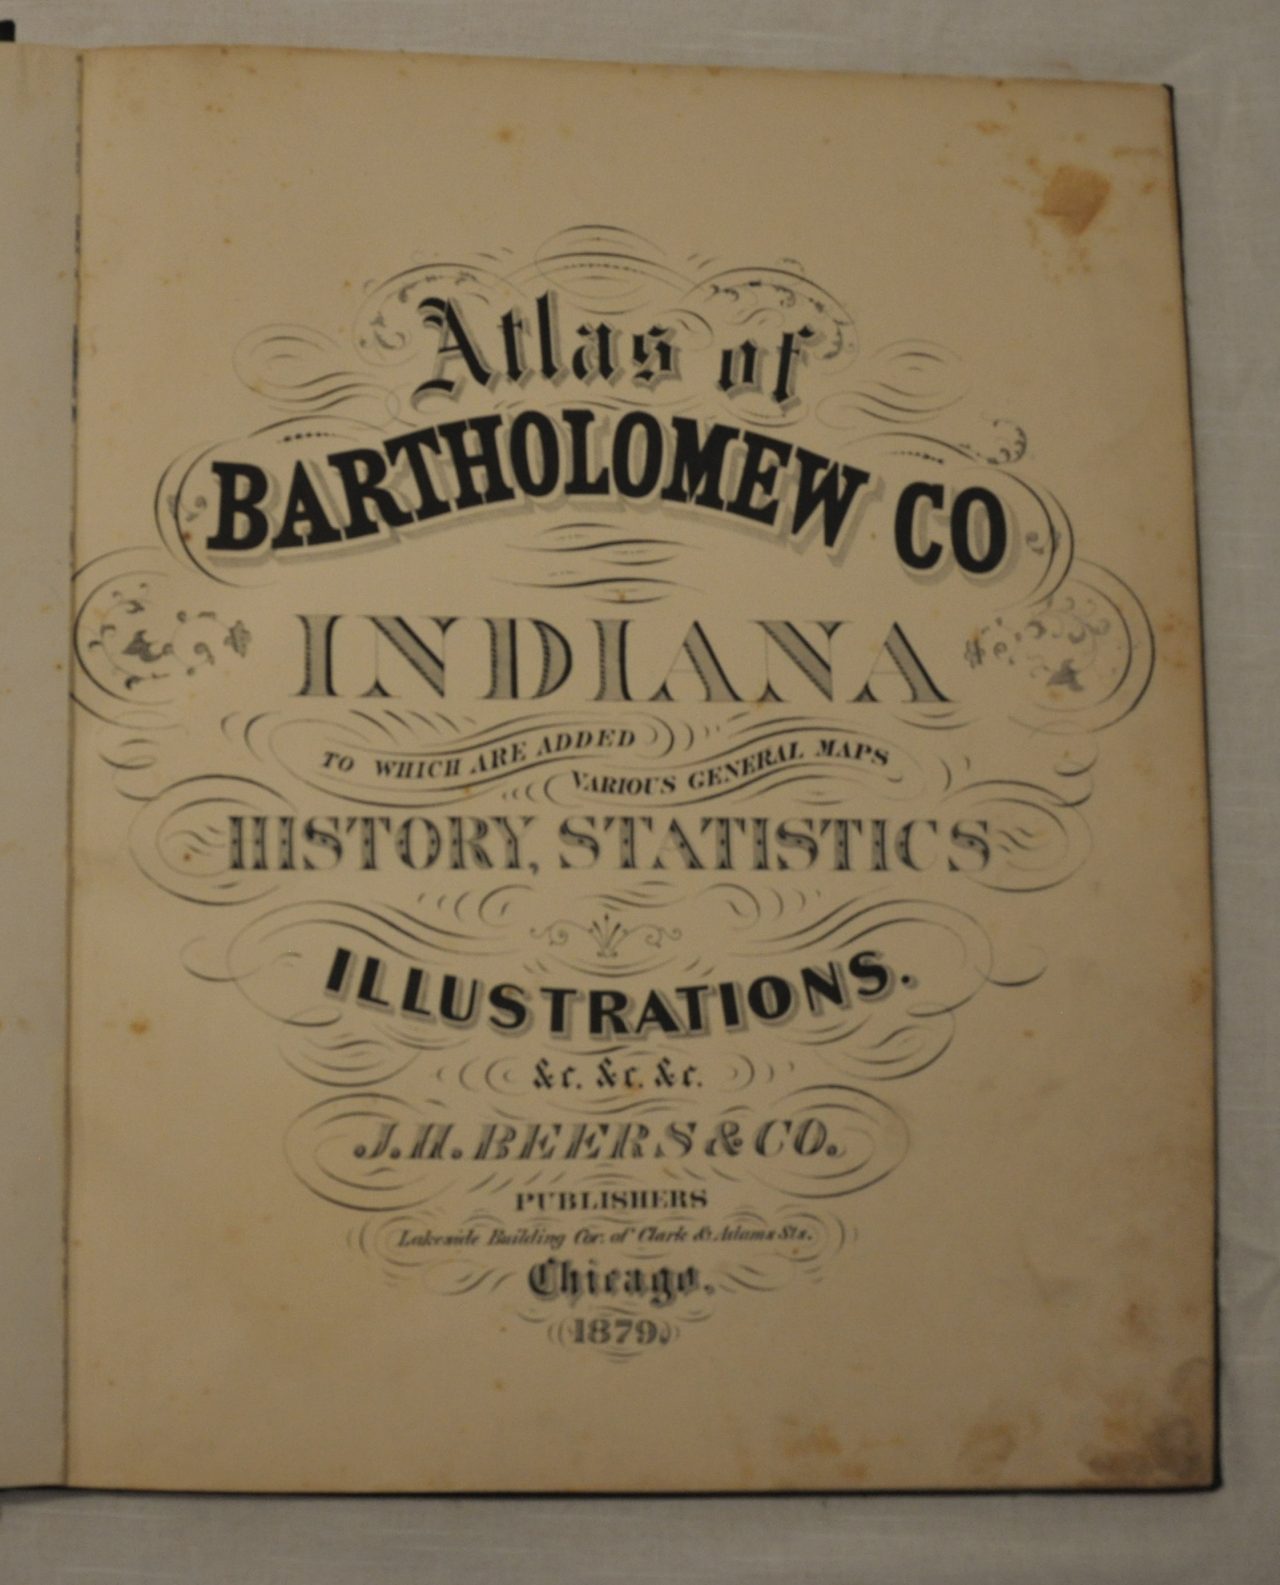 Atlas of
BARTHOLOMEW CO
INDIANA
TO WHICH ARE ADDED
VARIOUS GENERAL MAPS
HISTORY, STATISTICS
ILLUSTRATIONS.
&c. &c. &c.
J. H. BEERS & CO.
PUBLISHERS
Lakeside Building Cor. of Clark & Adams Sts.
Chicago.
1879.